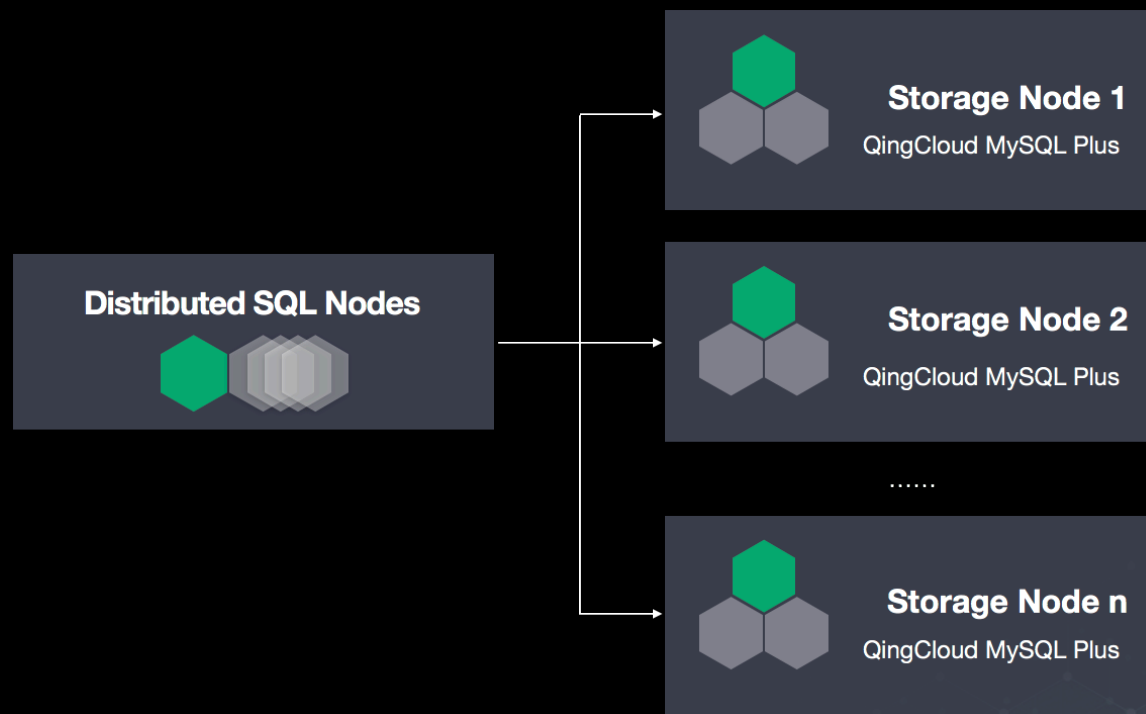 Distributed SQL Nodes
Storage Node 1
QingCloud MySQL Plus
Storage Node 2
QingCloud MySQL Plus
......
Storage Node n
QingCloud MySQL Plus